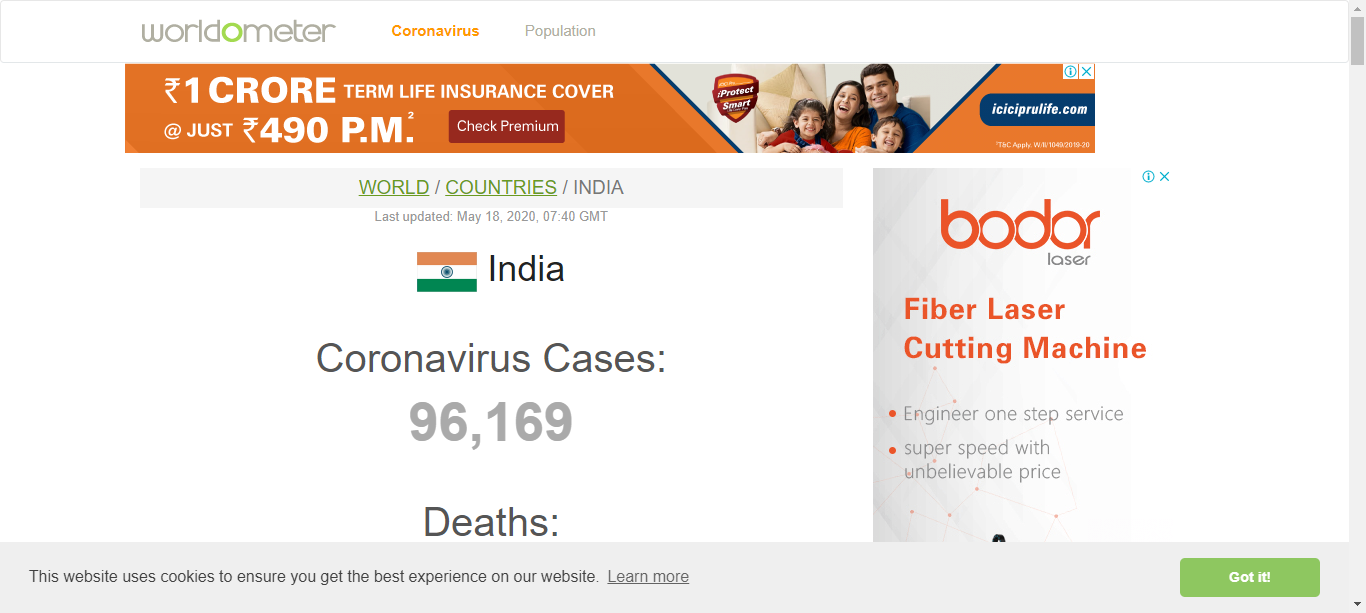 worldometer
Coronavirus
Population
₹1 CRORE TERM LIFE INSURANCE COVER
@ JUST ₹490 P.M.²
Check Premium
iProtect
Smart
iciciprulife.com
T&C Apply. W/II/1049/2019-20
WORLD / COUNTRIES / INDIA
Last updated: May 18, 2020, 07:40 GMT
India
Coronavirus Cases:
96,169
Deaths:
bodor
laser
Fiber Laser
Cutting Machine
• Engineer one step service
• super speed with
unbelievable price
This website uses cookies to ensure you get the best experience on our website. Learn more
Got it!